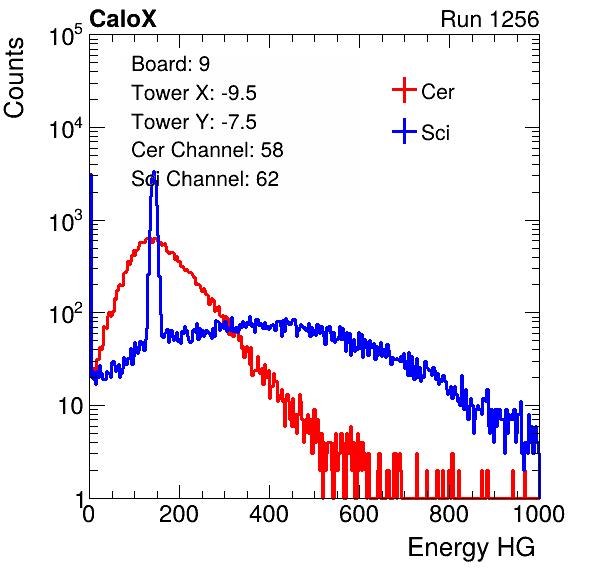 CaloX Run 1256
Counts
10^5
10^4
10^3
10^2
10
1
Board: 9
Tower X: -9.5
Tower Y: -7.5
Cer Channel: 58
Sci Channel: 62
Cer
Sci
0 200 400 600 800 1000
Energy HG